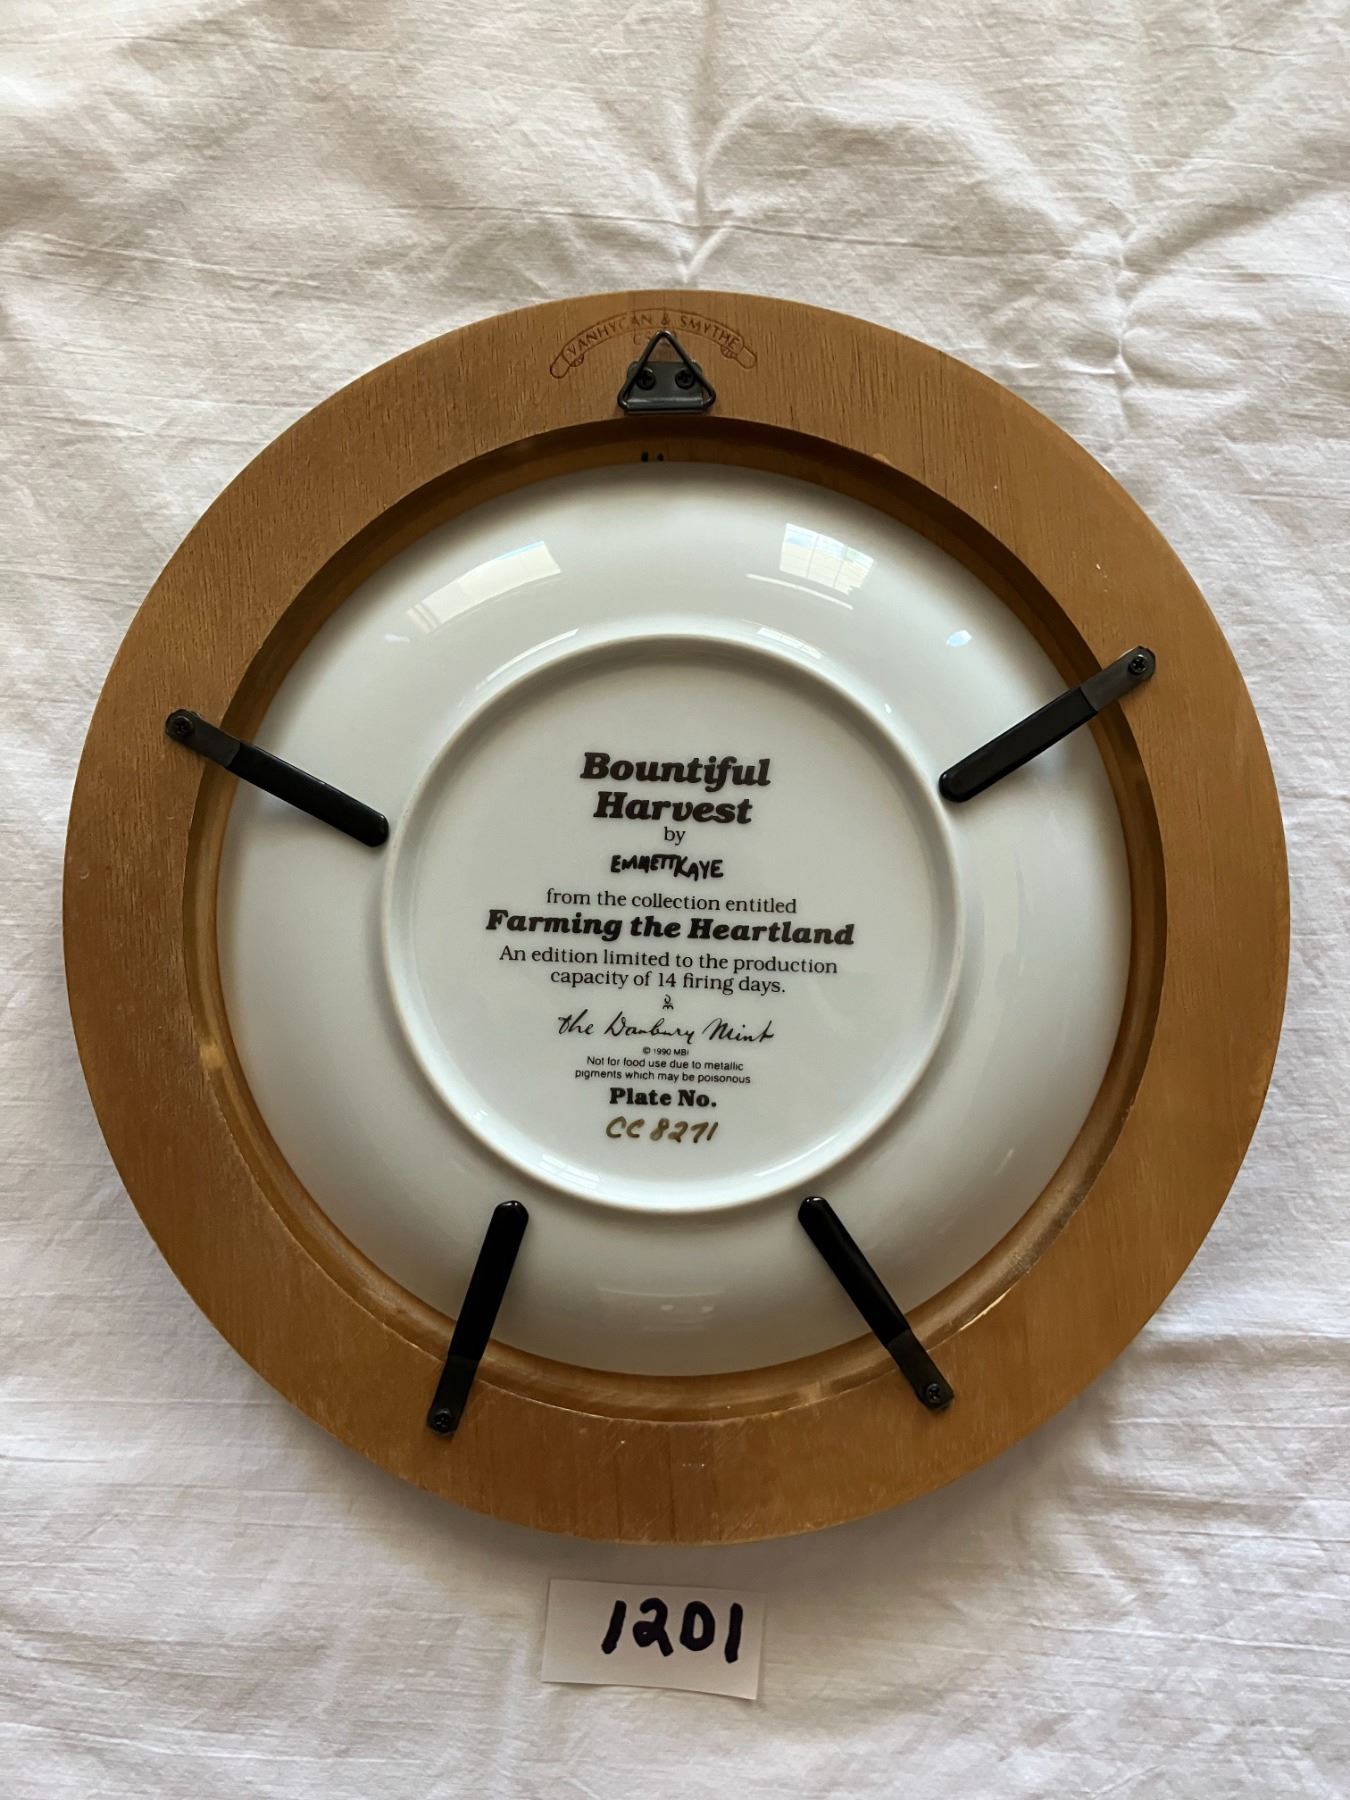 VANHYGAN & SMYTHE
Bountiful
Harvest
by
EMMETT KAYE
from the collection entitled
Farming the Heartland
An edition limited to the production
capacity of 14 firing days.
the Danbury Mint
© 1990 MBI
Not for food use due to metallic
pigments which may be poisonous
Plate No.
CC 8271
1201